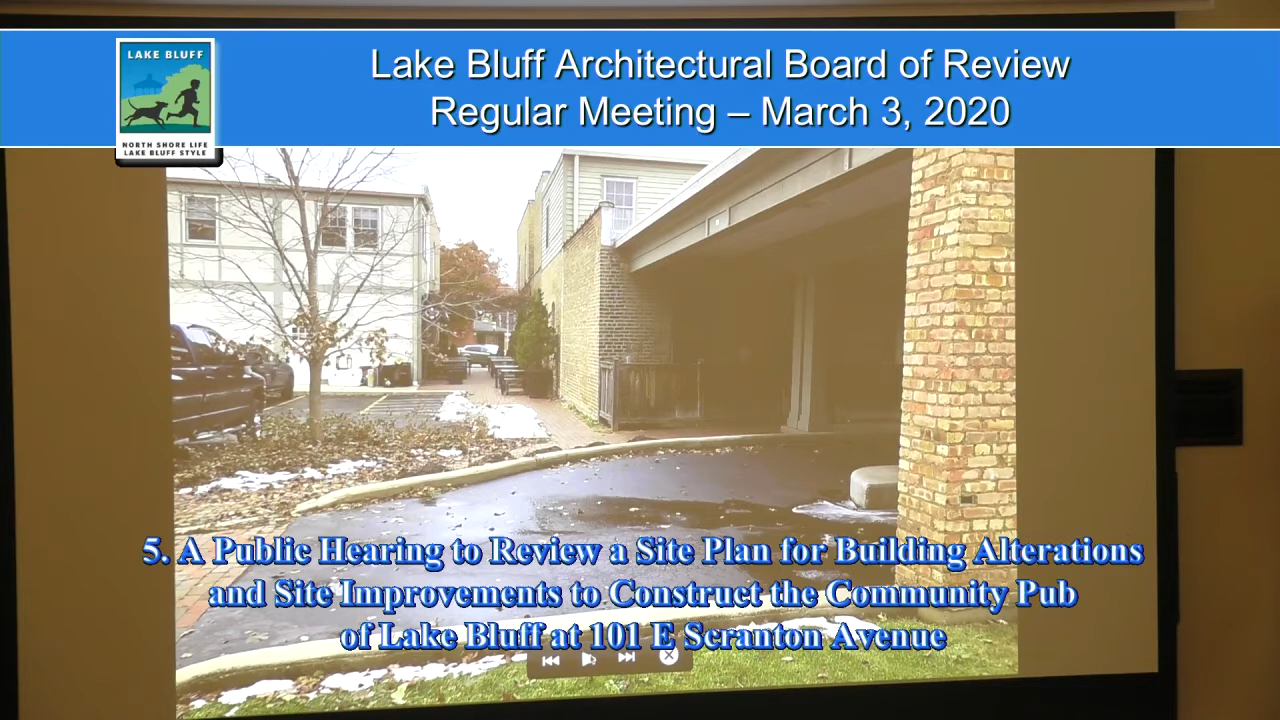 LAKE BLUFF
NORTH SHORE LIFE
LAKE BLUFF STYLE
Lake Bluff Architectural Board of Review
Regular Meeting – March 3, 2020
5. A Public Hearing to Review a Site Plan for Building Alterations
and Site Improvements to Construct the Community Pub
of Lake Bluff at 101 E Scranton Avenue